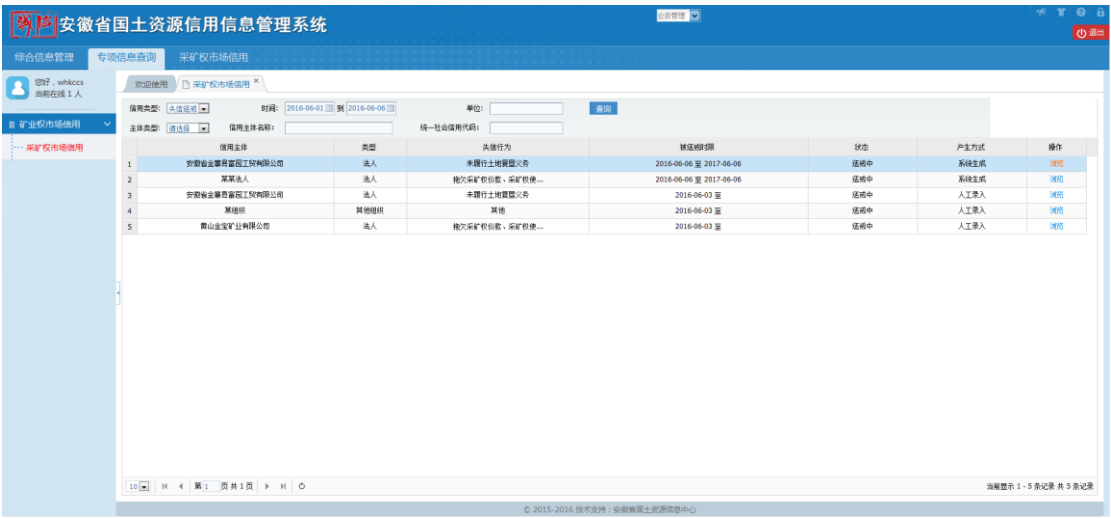 诚信 安徽省国土资源信用信息管理系统 业务管理
退出
综合信息管理 专项信息查询 采矿权市场信用
您好，whkccs
当前在线 1 人
欢迎使用 采矿权市场信用 ×
矿业权市场信用
采矿权市场信用
信用类型: 失信惩戒 时间: 2016-06-01 到 2016-06-06 单位: 查询
主体类型: 请选择 信用主体名称: 统一社会信用代码:
信用主体 类型 失信行为 被惩戒时限 状态 产生方式 操作
1 安徽省金寨县富园工贸有限公司 法人 未履行土地复垦义务 2016-06-06 至 2017-06-06 惩戒中 系统生成 浏览
2 某某法人 法人 拖欠采矿权价款、采矿权使... 2016-06-06 至 2017-06-06 惩戒中 系统生成 浏览
3 安徽省金寨县富园工贸有限公司 法人 未履行土地复垦义务 2016-06-03 至 惩戒中 人工录入 浏览
4 某组织 其他组织 其他 2016-06-03 至 惩戒中 人工录入 浏览
5 黄山金宝矿业有限公司 法人 拖欠采矿权价款、采矿权使... 2016-06-03 至 惩戒中 人工录入 浏览
10 第 1 页 共 1 页 当前显示 1 - 5 条记录 共 5 条记录
© 2015-2016 技术支持：安徽省国土资源信息中心